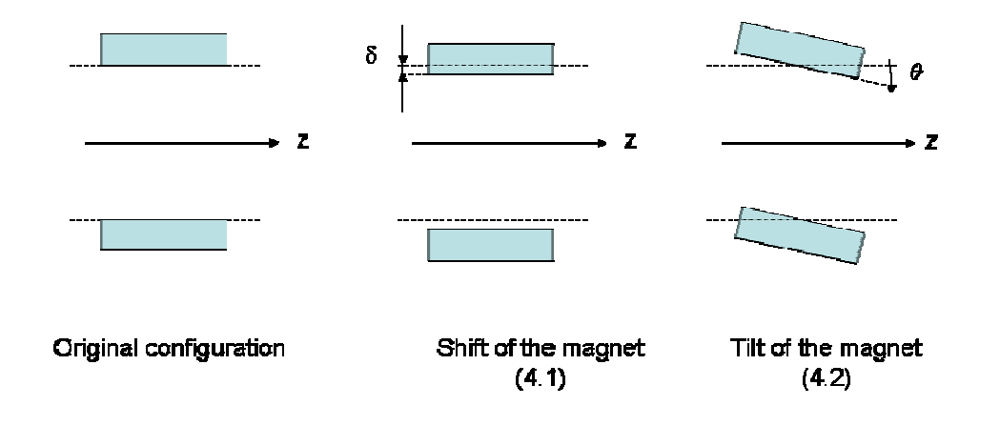 δ
θ
z
z
z
Original configuration
Shift of the magnet
(4.1)
Tilt of the magnet
(4.2)